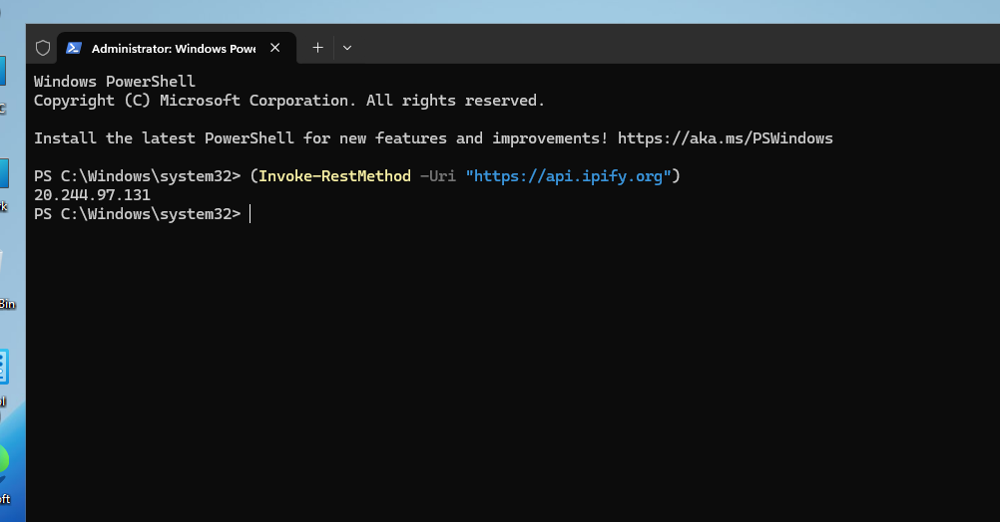 Administrator: Windows Powe
Windows PowerShell
Copyright (C) Microsoft Corporation. All rights reserved.
Install the latest PowerShell for new features and improvements! https://aka.ms/PSWindows
PS C:\Windows\system32> (Invoke-RestMethod -Uri "https://api.ipify.org")
20.244.97.131
PS C:\Windows\system32>
C
rk
Bin
ol
oft